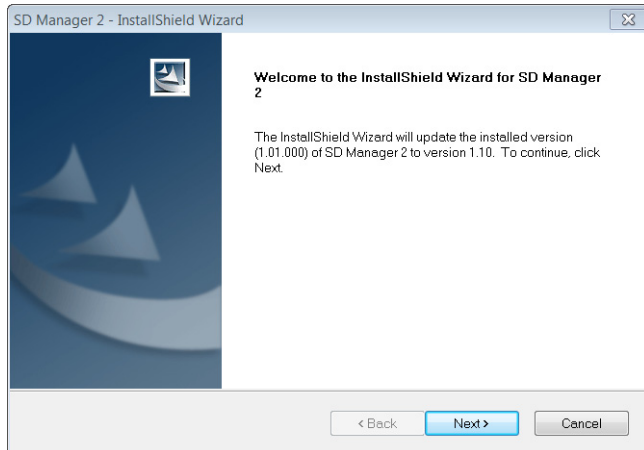 SD Manager 2 - InstallShield Wizard
Welcome to the InstallShield Wizard for SD Manager
2
The InstallShield Wizard will update the installed version
(1.01.000) of SD Manager 2 to version 1.10. To continue, click
Next.
< Back
Next >
Cancel